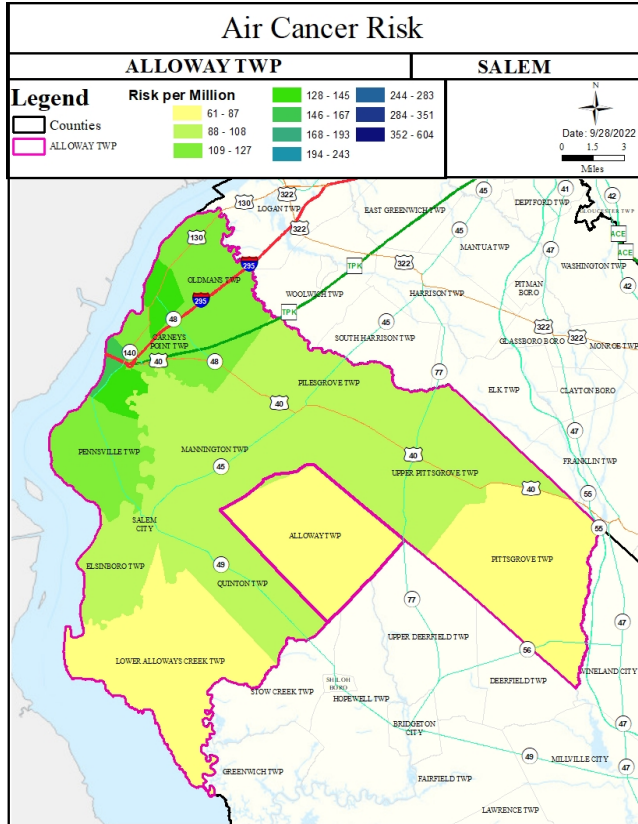 Air Cancer Risk
ALLOWAY TWP
SALEM
Legend
Counties
ALLOWAY TWP
Risk per Million
61 - 87
88 - 108
109 - 127
128 - 145
146 - 167
168 - 193
194 - 243
244 - 283
284 - 351
352 - 604
N
Date: 9/28/2022
0 1.5 3
Miles
322
130
LOGAN TWP
45
EAST GREENWICH TWP
DEPTFORD TWP
41
42
GLOUCESTER TWP
130
322
45
MANTUA TWP
47
ACE
ACE
WASHINGTON TWP
OLDMANS TWP
295
TPK
322
42
295
WOOLWICH TWP
HARRISON TWP
PITMAN
BORO
48
TPK
45
322
CARNEYS
POINT TWP
SOUTH HARRISON TWP
GLASSBORO BORO
322
MONROE TWP
140
40
48
77
PILESGROVE TWP
ELK TWP
CLAYTON BORO
40
47
PENNSVILLE TWP
MANNINGTON TWP
40
FRANKLIN TWP
45
UPPER PITTSGROVE TWP
40
55
SALEM
CITY
ALLOWAY TWP
55
PITTSGROVE TWP
ELSINBORO TWP
49
QUINTON TWP
77
47
UPPER DEERFIELD TWP
56
LOWER ALLOWAYS CREEK TWP
VINELAND CITY
SHILOH
BORO
DEERFIELD TWP
STOW CREEK TWP
HOPEWELL TWP
BRIDGETON
CITY
47
49
MILLVILLE CITY
47
GREENWICH TWP
FAIRFIELD TWP
LAWRENCE TWP